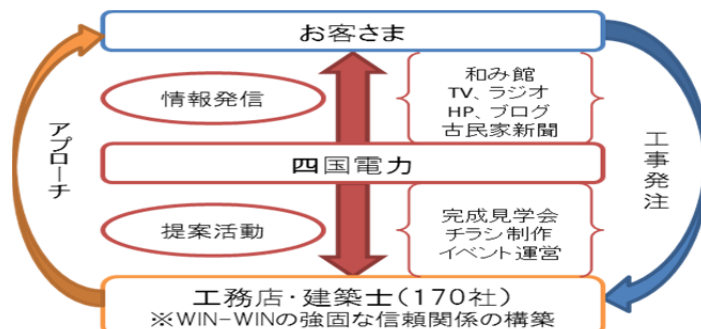 お客さま
情報発信
和み館
TV、ラジオ
HP、ブログ
古民家新聞
アプローチ
四国電力
工事発注
提案活動
完成見学会
チラシ制作
イベント運営
工務店・建築士(170社)
※WIN-WINの強固な信頼関係の構築